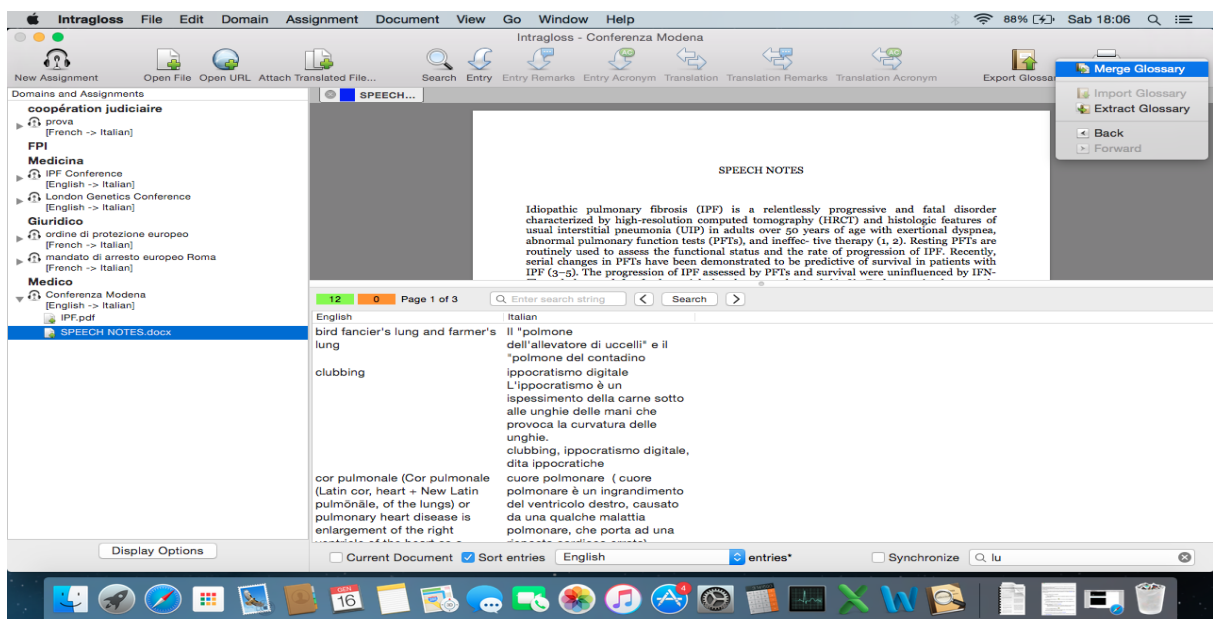 Intragloss File Edit Domain Assignment Document View Go Window Help 88% Sab 18:06
Intragloss - Conferenza Modena
New Assignment Open File Open URL Attach Translated File... Search Entry Entry Remarks Entry Acronym Translation Translation Remarks Translation Acronym Export Glossa
Merge Glossary
Import Glossary
Extract Glossary
Back
Forward
Domains and Assignments
coopération judiciaire
prova
[French -> Italian]
FPI
Medicina
IPF Conference
[English -> Italian]
London Genetics Conference
[English -> Italian]
Giuridico
ordine di protezione europeo
[French -> Italian]
mandato di arresto europeo Roma
[French -> Italian]
Medico
Conferenza Modena
[English -> Italian]
IPF.pdf
SPEECH NOTES.docx
Display Options
SPEECH...
SPEECH NOTES
Idiopathic pulmonary fibrosis (IPF) is a relentlessly progressive and fatal disorder
characterized by high-resolution computed tomography (HRCT) and histologic features of
usual interstitial pneumonia (UIP) in adults over 50 years of age with exertional dyspnea,
abnormal pulmonary function tests (PFTs), and ineffec- tive therapy (1, 2). Resting PFTs are
routinely used to assess the functional status and the rate of progression of IPF. Recently,
serial changes in PFTs have been demonstrated to be predictive of survival in patients with
IPF (3–5). The progression of IPF assessed by PFTs and survival were uninfluenced by IFN-
12 0 Page 1 of 3 Enter search string Search
English Italian
bird fancier's lung and farmer's
lung
Il "polmone
dell'allevatore di uccelli" e il
"polmone del contadino
clubbing
ippocratismo digitale
L'ippocratismo è un
ispessimento della carne sotto
alle unghie delle mani che
provoca la curvatura delle
unghie.
clubbing, ippocratismo digitale,
dita ippocratiche
cor pulmonale (Cor pulmonale
(Latin cor, heart + New Latin
pulmōnāle, of the lungs) or
pulmonary heart disease is
enlargement of the right
cuore polmonare ( cuore
polmonare è un ingrandimento
del ventricolo destro, causato
da una qualche malattia
polmonare, che porta ad una
Current Document Sort entries English entries* Synchronize lu
GEN
16
4